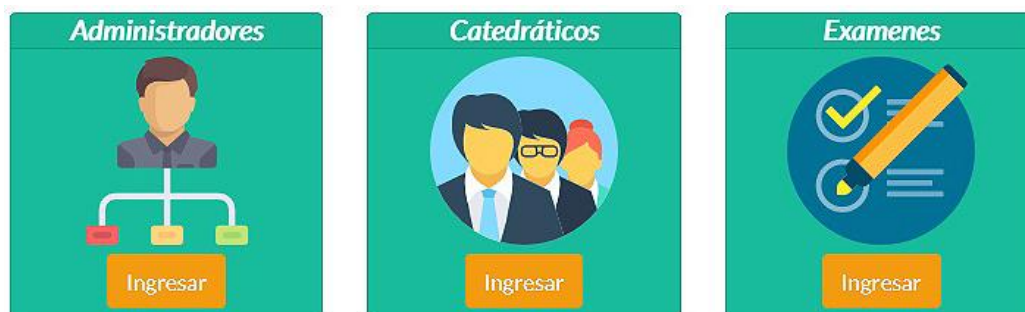 Administradores
Catedráticos
Examenes
Ingresar
Ingresar
Ingresar